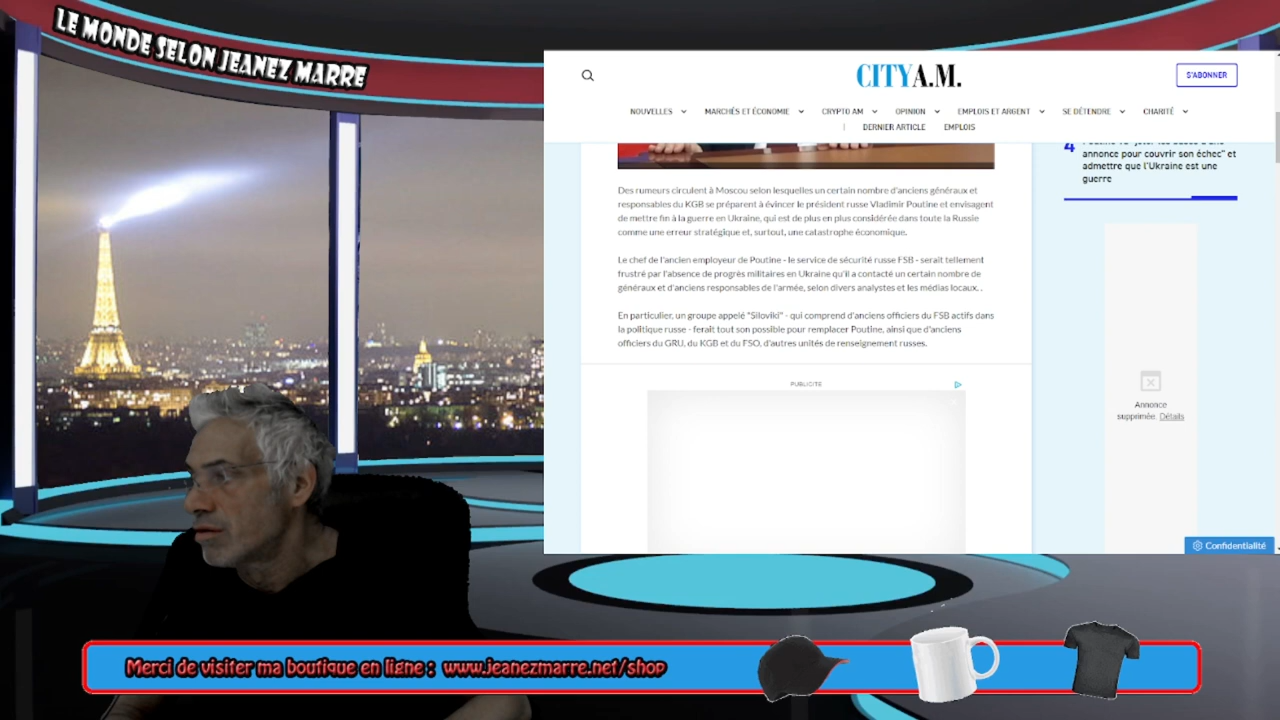 LE MONDE SELON JEANEZ MARRE
CITYA.M.
S'ABONNER
NOUVELLES
MARCHÉS ET ÉCONOMIE
CRYPTO AM
OPINION
EMPLOIS ET ARGENT
SE DÉTENDRE
CHARITÉ
DERNIER ARTICLE
EMPLOIS
4
annonce pour couvrir son échec" et
admettre que l'Ukraine est une
guerre
Des rumeurs circulent à Moscou selon lesquelles un certain nombre d'anciens généraux et
responsables du KGB se préparent à évincer le président russe Vladimir Poutine et envisagent
de mettre fin à la guerre en Ukraine, qui est de plus en plus considérée dans toute la Russie
comme une erreur stratégique et, surtout, une catastrophe économique.
Le chef de l'ancien employeur de Poutine - le service de sécurité russe FSB - serait tellement
frustré par l'absence de progrès militaires en Ukraine qu'il a contacté un certain nombre de
généraux et d'anciens responsables de l'armée, selon divers analystes et les médias locaux. .
En particulier, un groupe appelé "Siloviki" - qui comprend d'anciens officiers du FSB actifs dans
la politique russe - ferait tout son possible pour remplacer Poutine, ainsi que d'anciens
officiers du GRU, du KGB et du FSO, d'autres unités de renseignement russes.
PUBLICITÉ
Annonce
supprimée. Détails
Confidentialité
Merci de visiter ma boutique en ligne : www.jeanezmarre.net/shop